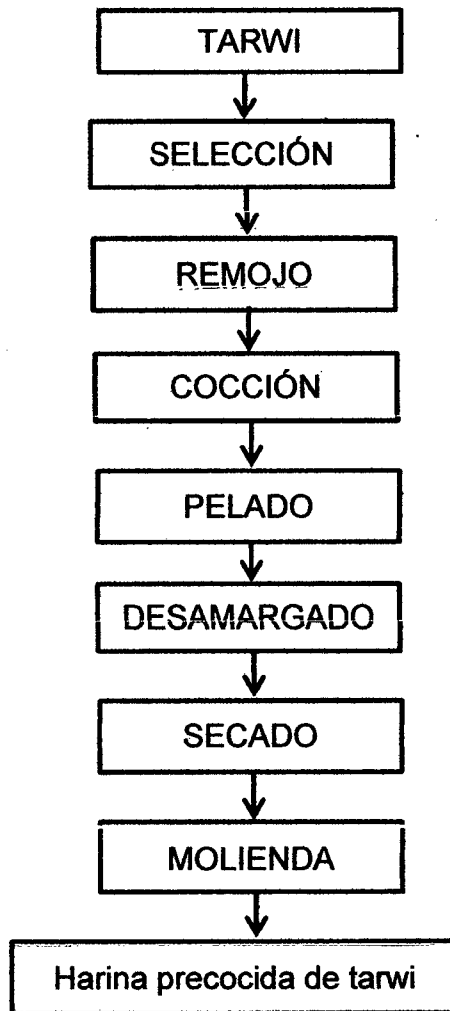 TARWI
SELECCIÓN
REMOJO
COCCIÓN
PELADO
DESAMARGADO
SECADO
MOLIENDA
Harina precocida de tarwi